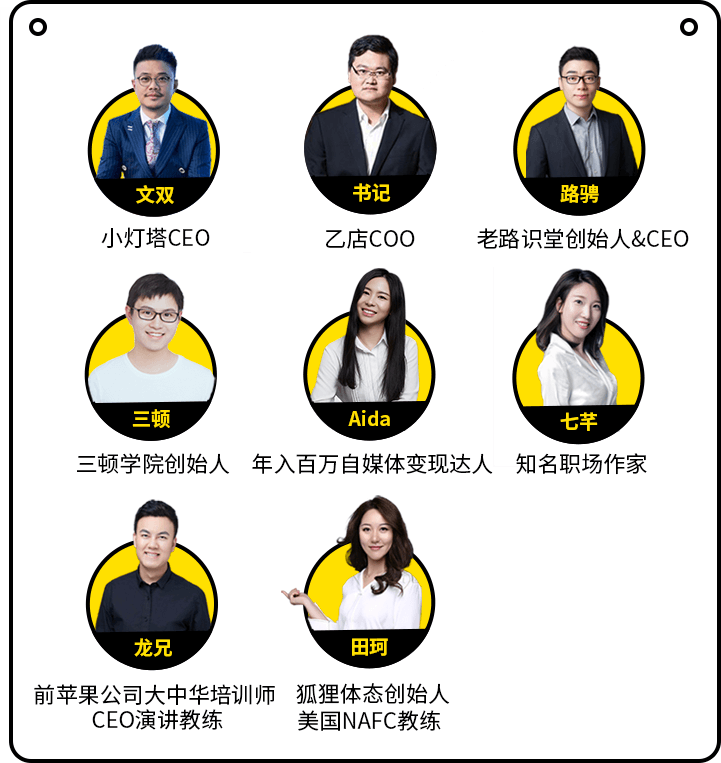 文双
书记
路骋
小灯塔CEO
乙店COO
老路识堂创始人&CEO
三顿
Aida
七芊
三顿学院创始人
年入百万自媒体变现达人
知名职场作家
龙兄
田珂
前苹果公司大中华培训师
CEO演讲教练
狐狸体态创始人
美国NAFC教练